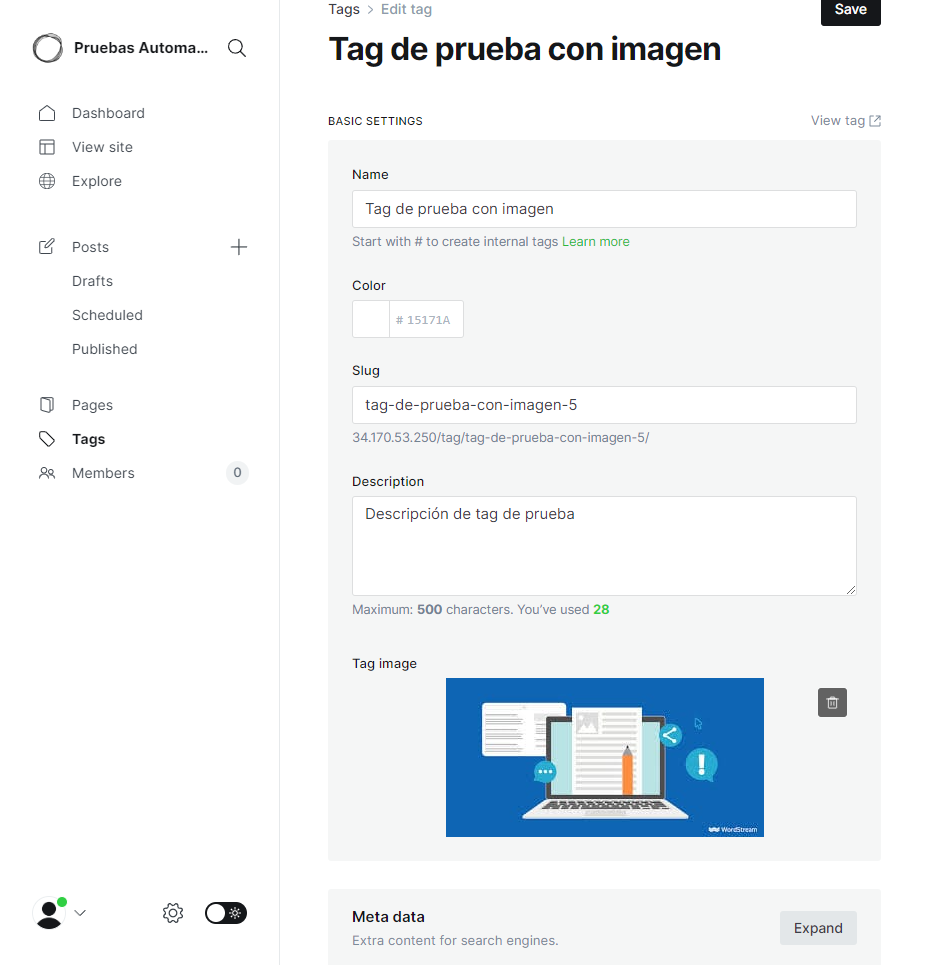 Tags > Edit tag
Save
Pruebas Automa...
Tag de prueba con imagen
Dashboard
View site
Explore
Posts
Drafts
Scheduled
Published
Pages
Tags
Members 0
BASIC SETTINGS
View tag
Name
Tag de prueba con imagen
Start with # to create internal tags Learn more
Color
# 15171A
Slug
tag-de-prueba-con-imagen-5
34.170.53.250/tag/tag-de-prueba-con-imagen-5/
Description
Descripción de tag de prueba
Maximum: 500 characters. You’ve used 28
Tag image
WordStream
Meta data
Extra content for search engines.
Expand